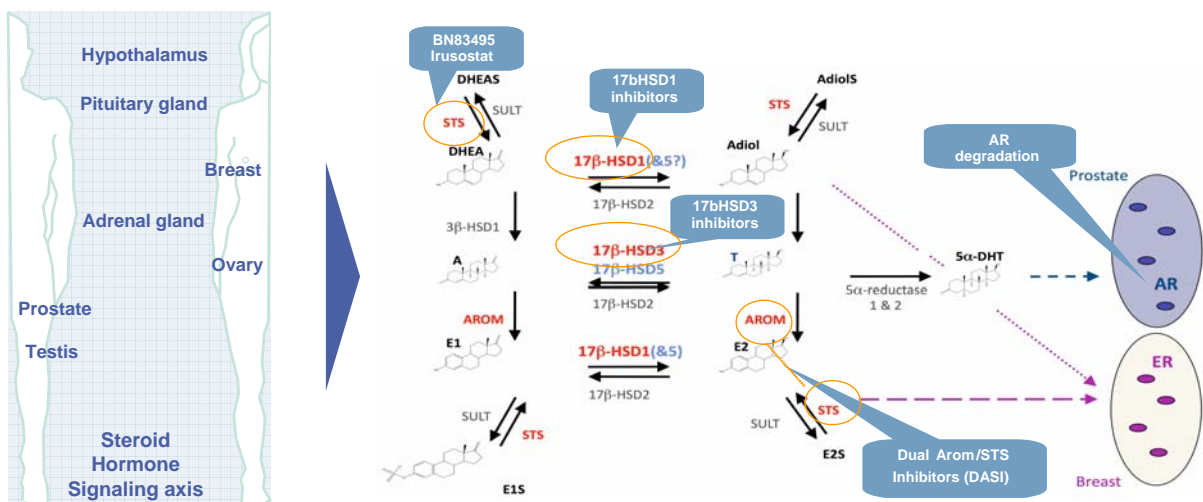 Hypothalamus
Pituitary gland
Breast
Adrenal gland
Ovary
Prostate
Testis
Steroid
Hormone
Signaling axis
BN83495
Irusostat
DHEAS
STS
SULT
DHEA
17bHSD1
inhibitors
17β-HSD1(&5?)
17β-HSD2
AdiolS
STS
SULT
Adiol
3β-HSD1
17bHSD3
inhibitors
17β-HSD3
17β-HSD5
17β-HSD2
A
T
5α-reductase
1 & 2
5α-DHT
AR
degradation
Prostate
AR
AROM
E1
17β-HSD1(&5)
17β-HSD2
AROM
E2
ER
SULT
STS
E1S
SULT
STS
E2S
Dual Arom/STS
Inhibitors (DASI)
Breast